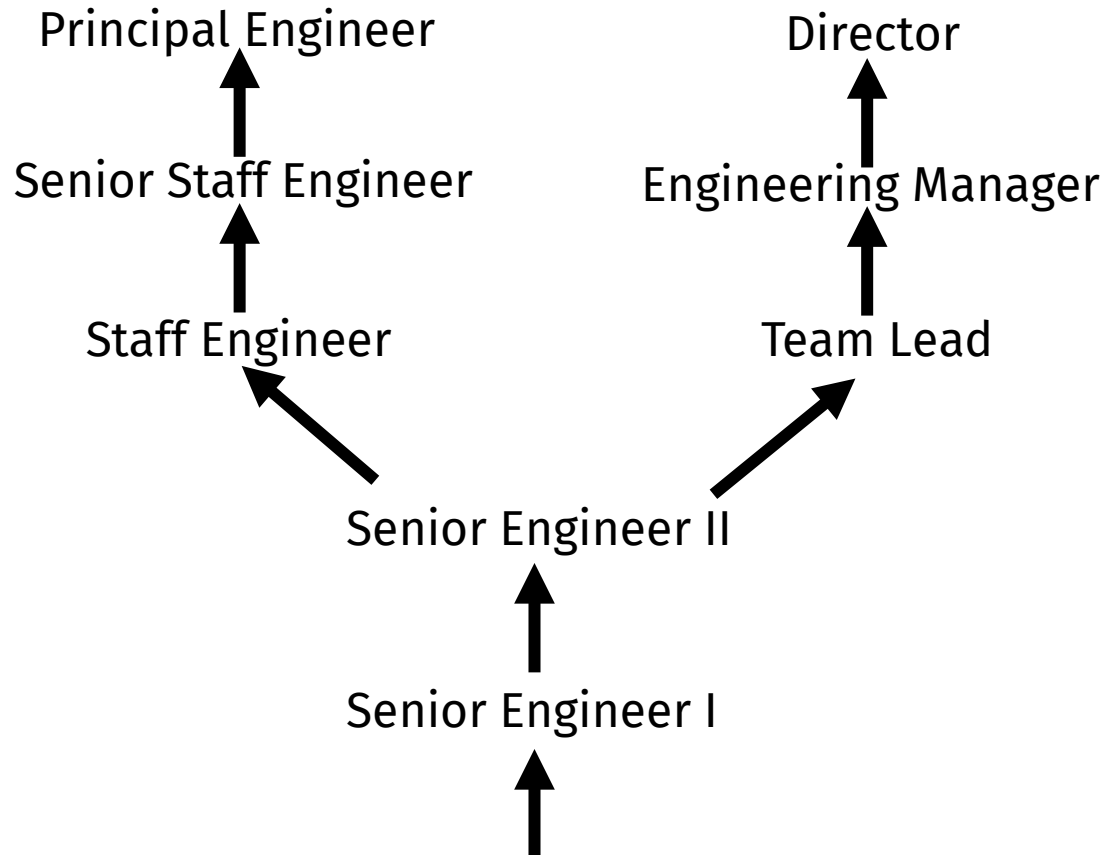 Principal Engineer
Director
Senior Staff Engineer
Engineering Manager
Staff Engineer
Team Lead
Senior Engineer II
Senior Engineer I